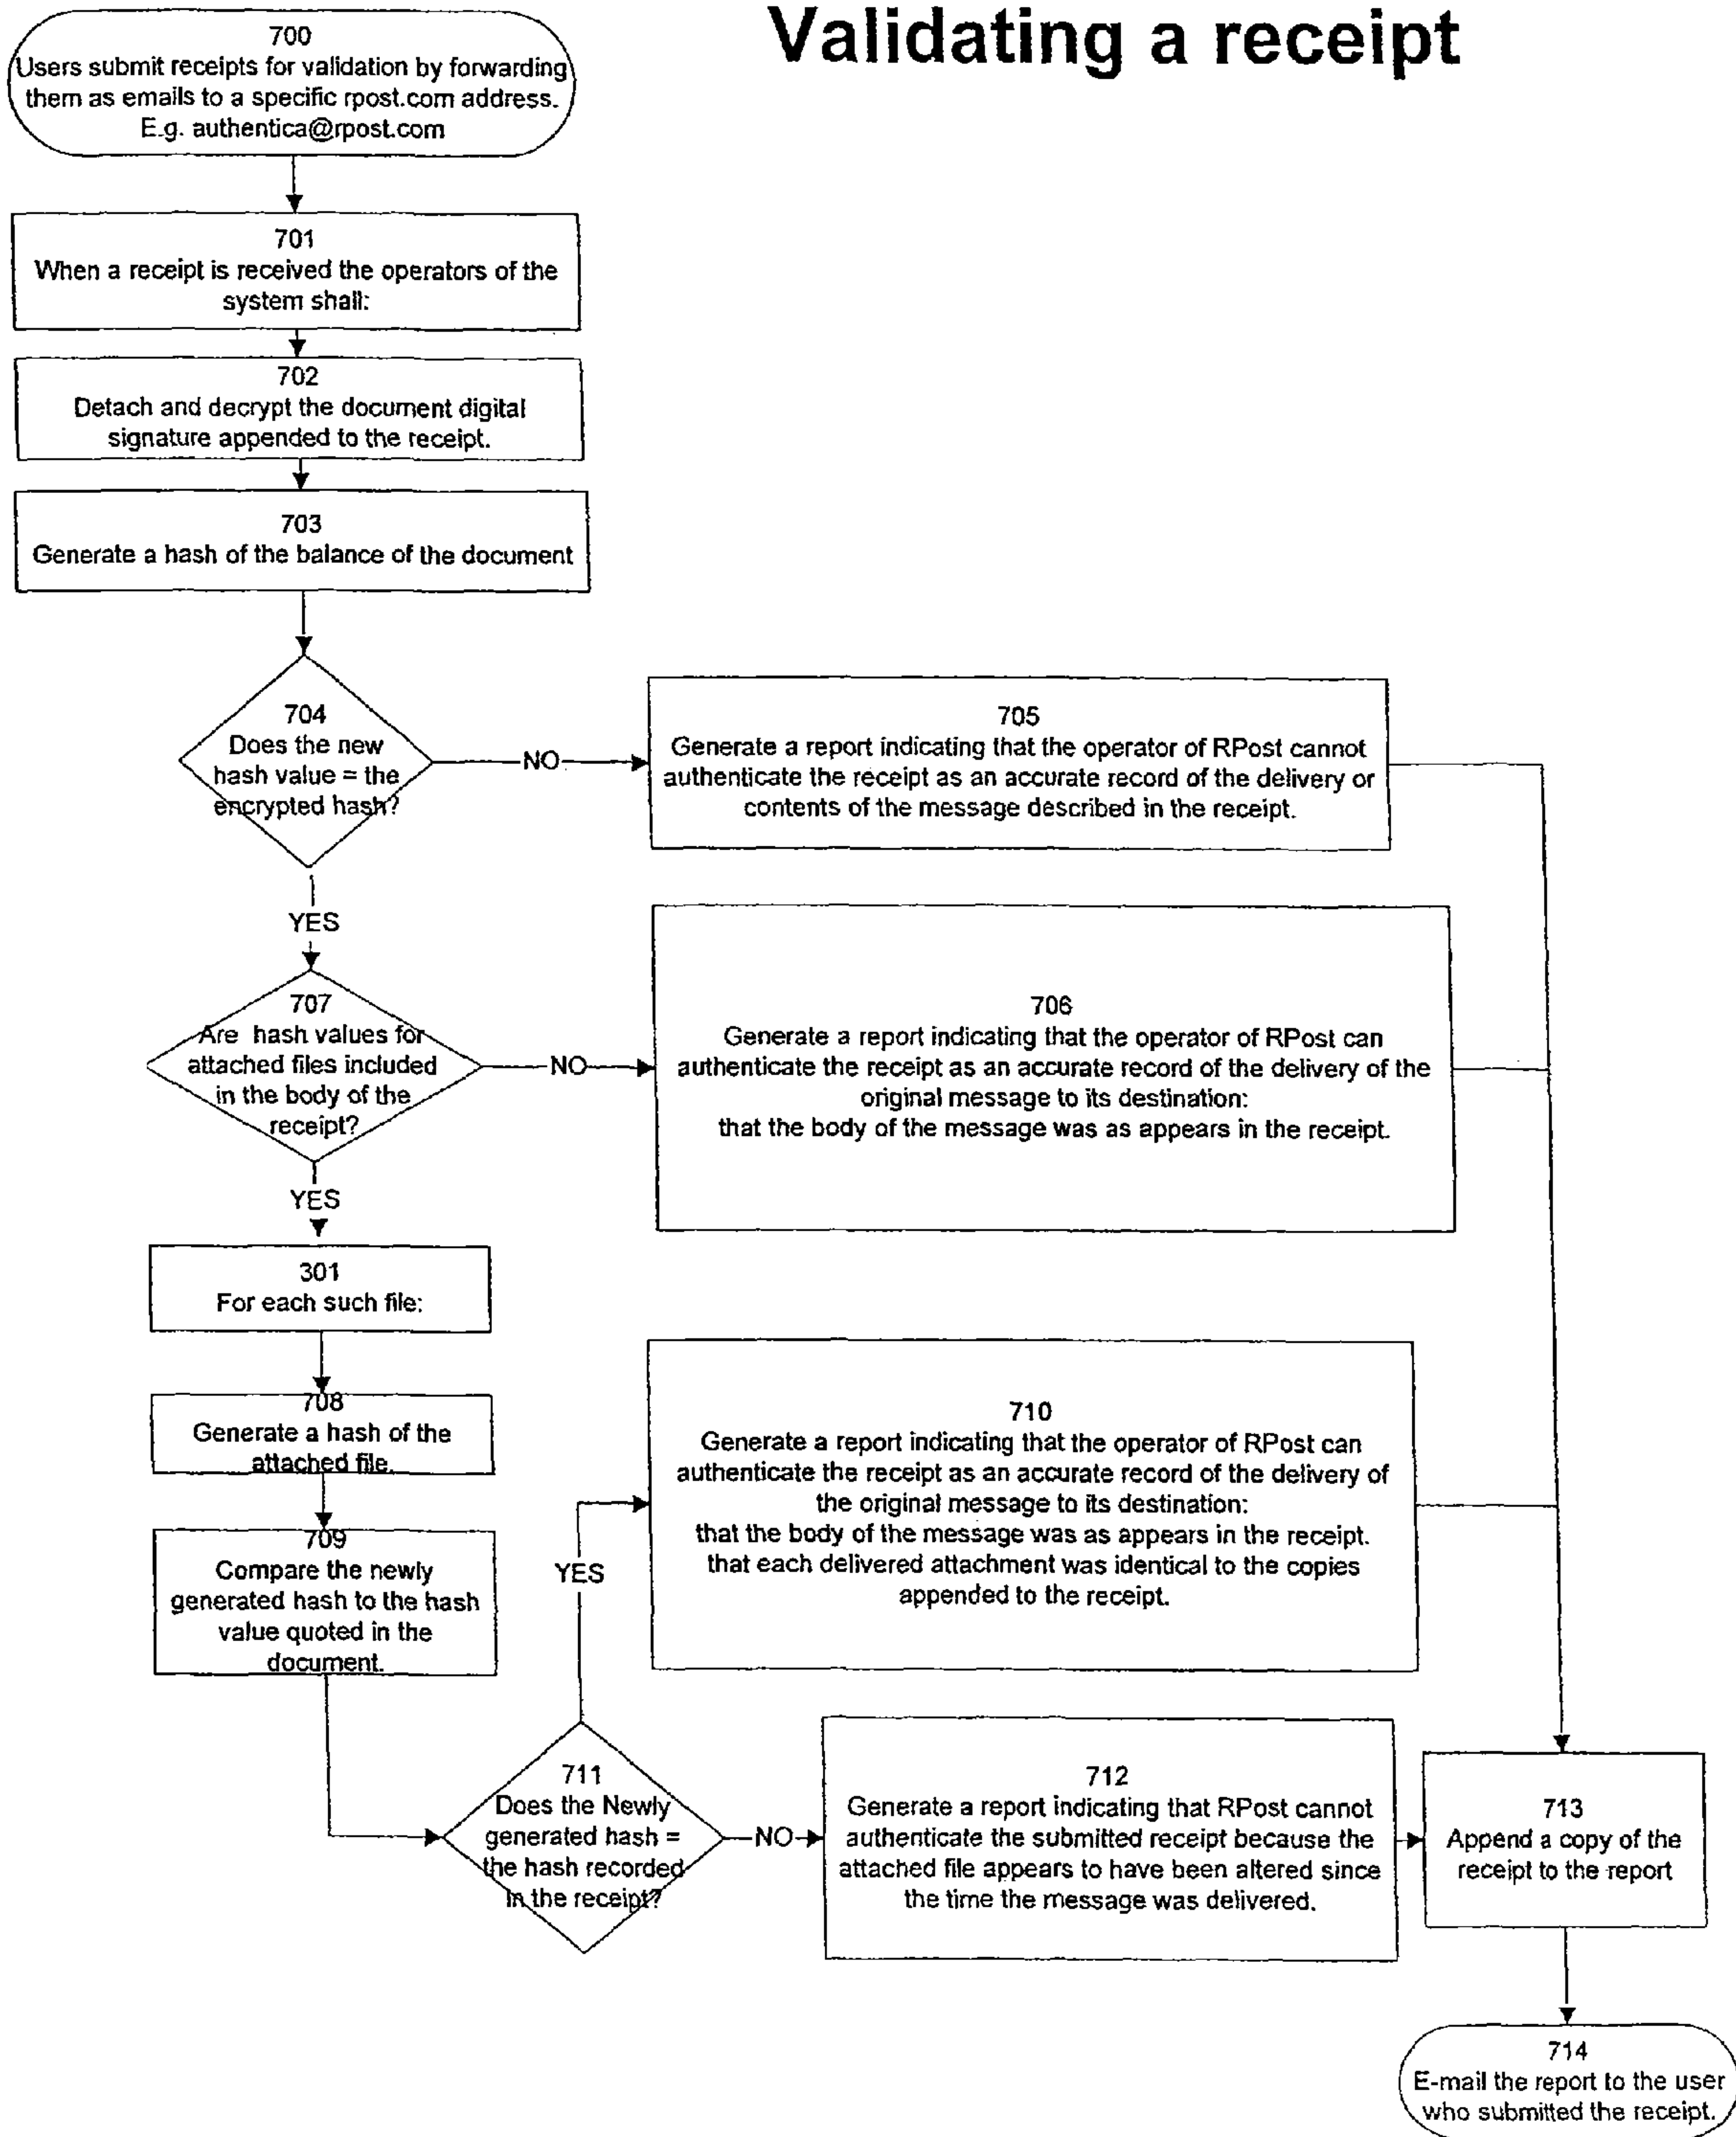 Validating a receipt
700
Users submit receipts for validation by forwarding
them as emails to a specific rpost.com address.
E.g. authentica@rpost.com
701
When a receipt is received the operators of the
system shall:
702
Detach and decrypt the document digital
signature appended to the receipt.
703
Generate a hash of the balance of the document
704
Does the new
hash value = the
encrypted hash?
NO
705
Generate a report indicating that the operator of RPost cannot
authenticate the receipt as an accurate record of the delivery or
contents of the message described in the receipt.
YES
707
Are hash values for
attached files included
in the body of the
receipt?
NO
706
Generate a report indicating that the operator of RPost can
authenticate the receipt as an accurate record of the delivery of the
original message to its destination:
that the body of the message was as appears in the receipt.
YES
301
For each such file:
708
Generate a hash of the
attached file.
709
Compare the newly
generated hash to the hash
value quoted in the
document.
YES
710
Generate a report indicating that the operator of RPost can
authenticate the receipt as an accurate record of the delivery of
the original message to its destination:
that the body of the message was as appears in the receipt.
that each delivered attachment was identical to the copies
appended to the receipt.
711
Does the Newly
generated hash =
the hash recorded
in the receipt?
NO
712
Generate a report indicating that RPost cannot
authenticate the submitted receipt because the
attached file appears to have been altered since
the time the message was delivered.
713
Append a copy of the
receipt to the report
714
E-mail the report to the user
who submitted the receipt.